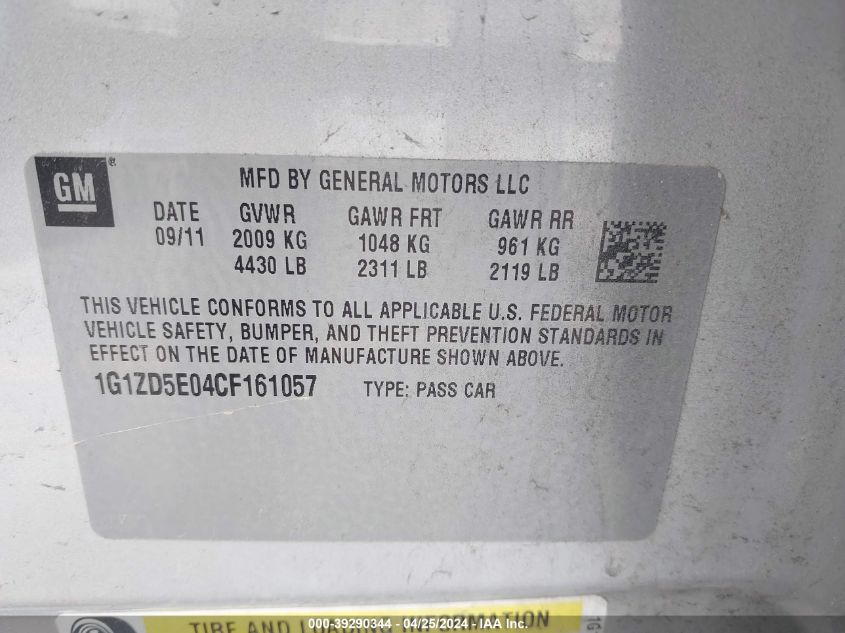 GM ®
MFD BY GENERAL MOTORS LLC
DATE GVWR GAWR FRT GAWR RR
09/11 2009 KG 1048 KG 961 KG
4430 LB 2311 LB 2119 LB
THIS VEHICLE CONFORMS TO ALL APPLICABLE U.S. FEDERAL MOTOR
VEHICLE SAFETY, BUMPER, AND THEFT PREVENTION STANDARDS IN
EFFECT ON THE DATE OF MANUFACTURE SHOWN ABOVE.
1G1ZD5E04CF161057 TYPE: PASS CAR
TIRE AND LOADING INFORMATION
1G
000-39290344 - 04/25/2024 - IAA Inc.